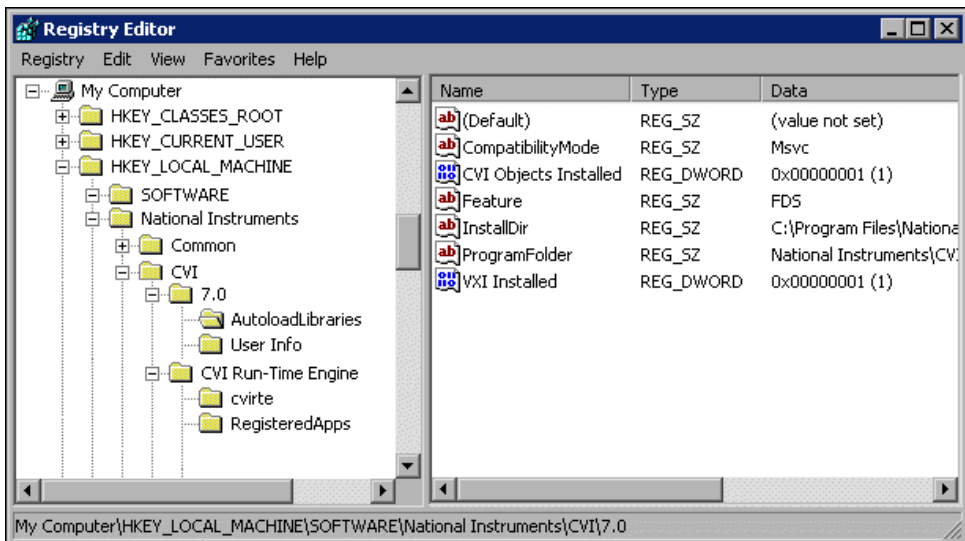 Registry Editor
Registry Edit View Favorites Help
My Computer
HKEY_CLASSES_ROOT
HKEY_CURRENT_USER
HKEY_LOCAL_MACHINE
SOFTWARE
National Instruments
Common
CVI
7.0
AutoloadLibraries
User Info
CVI Run-Time Engine
cvirte
RegisteredApps
Name Type Data
(Default) REG_SZ (value not set)
CompatibilityMode REG_SZ Msvc
CVI Objects Installed REG_DWORD 0x00000001 (1)
Feature REG_SZ FDS
InstallDir REG_SZ C:\Program Files\Nationa
ProgramFolder REG_SZ National Instruments\CVI
VXI Installed REG_DWORD 0x00000001 (1)
My Computer\HKEY_LOCAL_MACHINE\SOFTWARE\National Instruments\CVI\7.0